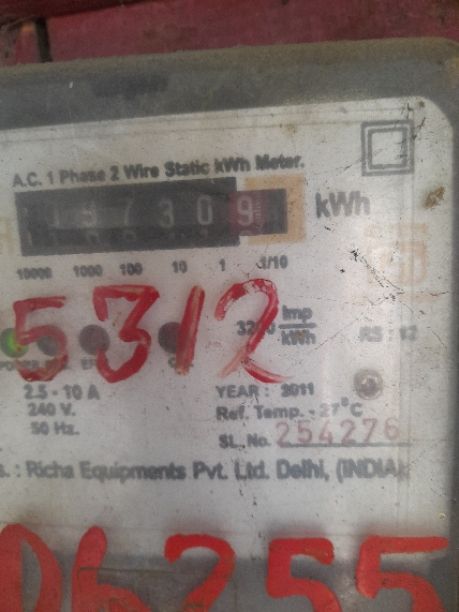 A.C. 1 Phase 2 Wire Static kWh Meter.
057309 kWh
10000 1000 100 10 1 1/10
5312
3200 Imp/kWh
2.5 - 10 A
YEAR : 2011
240 V.
Ref. Temp. - 27°C
50 Hz.
SL. No. 254276
s. : Richa Equipments Pvt. Ltd. Delhi, (INDIA)
06255